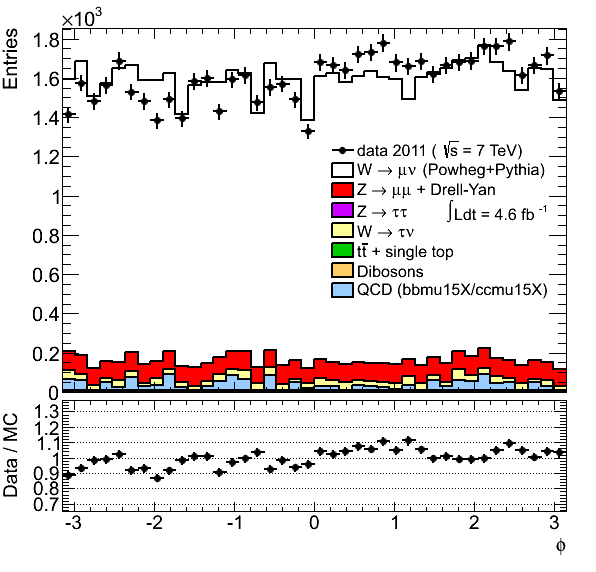 ×10³
Entries
1.8
1.6
1.4
1.2
1
0.8
0.6
0.4
0.2
0
data 2011 ( √s = 7 TeV)
W → μν (Powheg+Pythia)
Z → μμ + Drell-Yan
Z → ττ
∫Ldt = 4.6 fb⁻¹
W → τν
tt̅ + single top
Dibosons
QCD (bbmu15X/ccmu15X)
Data / MC
1.3
1.2
1.1
1
0.9
0.8
0.7
-3 -2 -1 0 1 2 3
ϕ